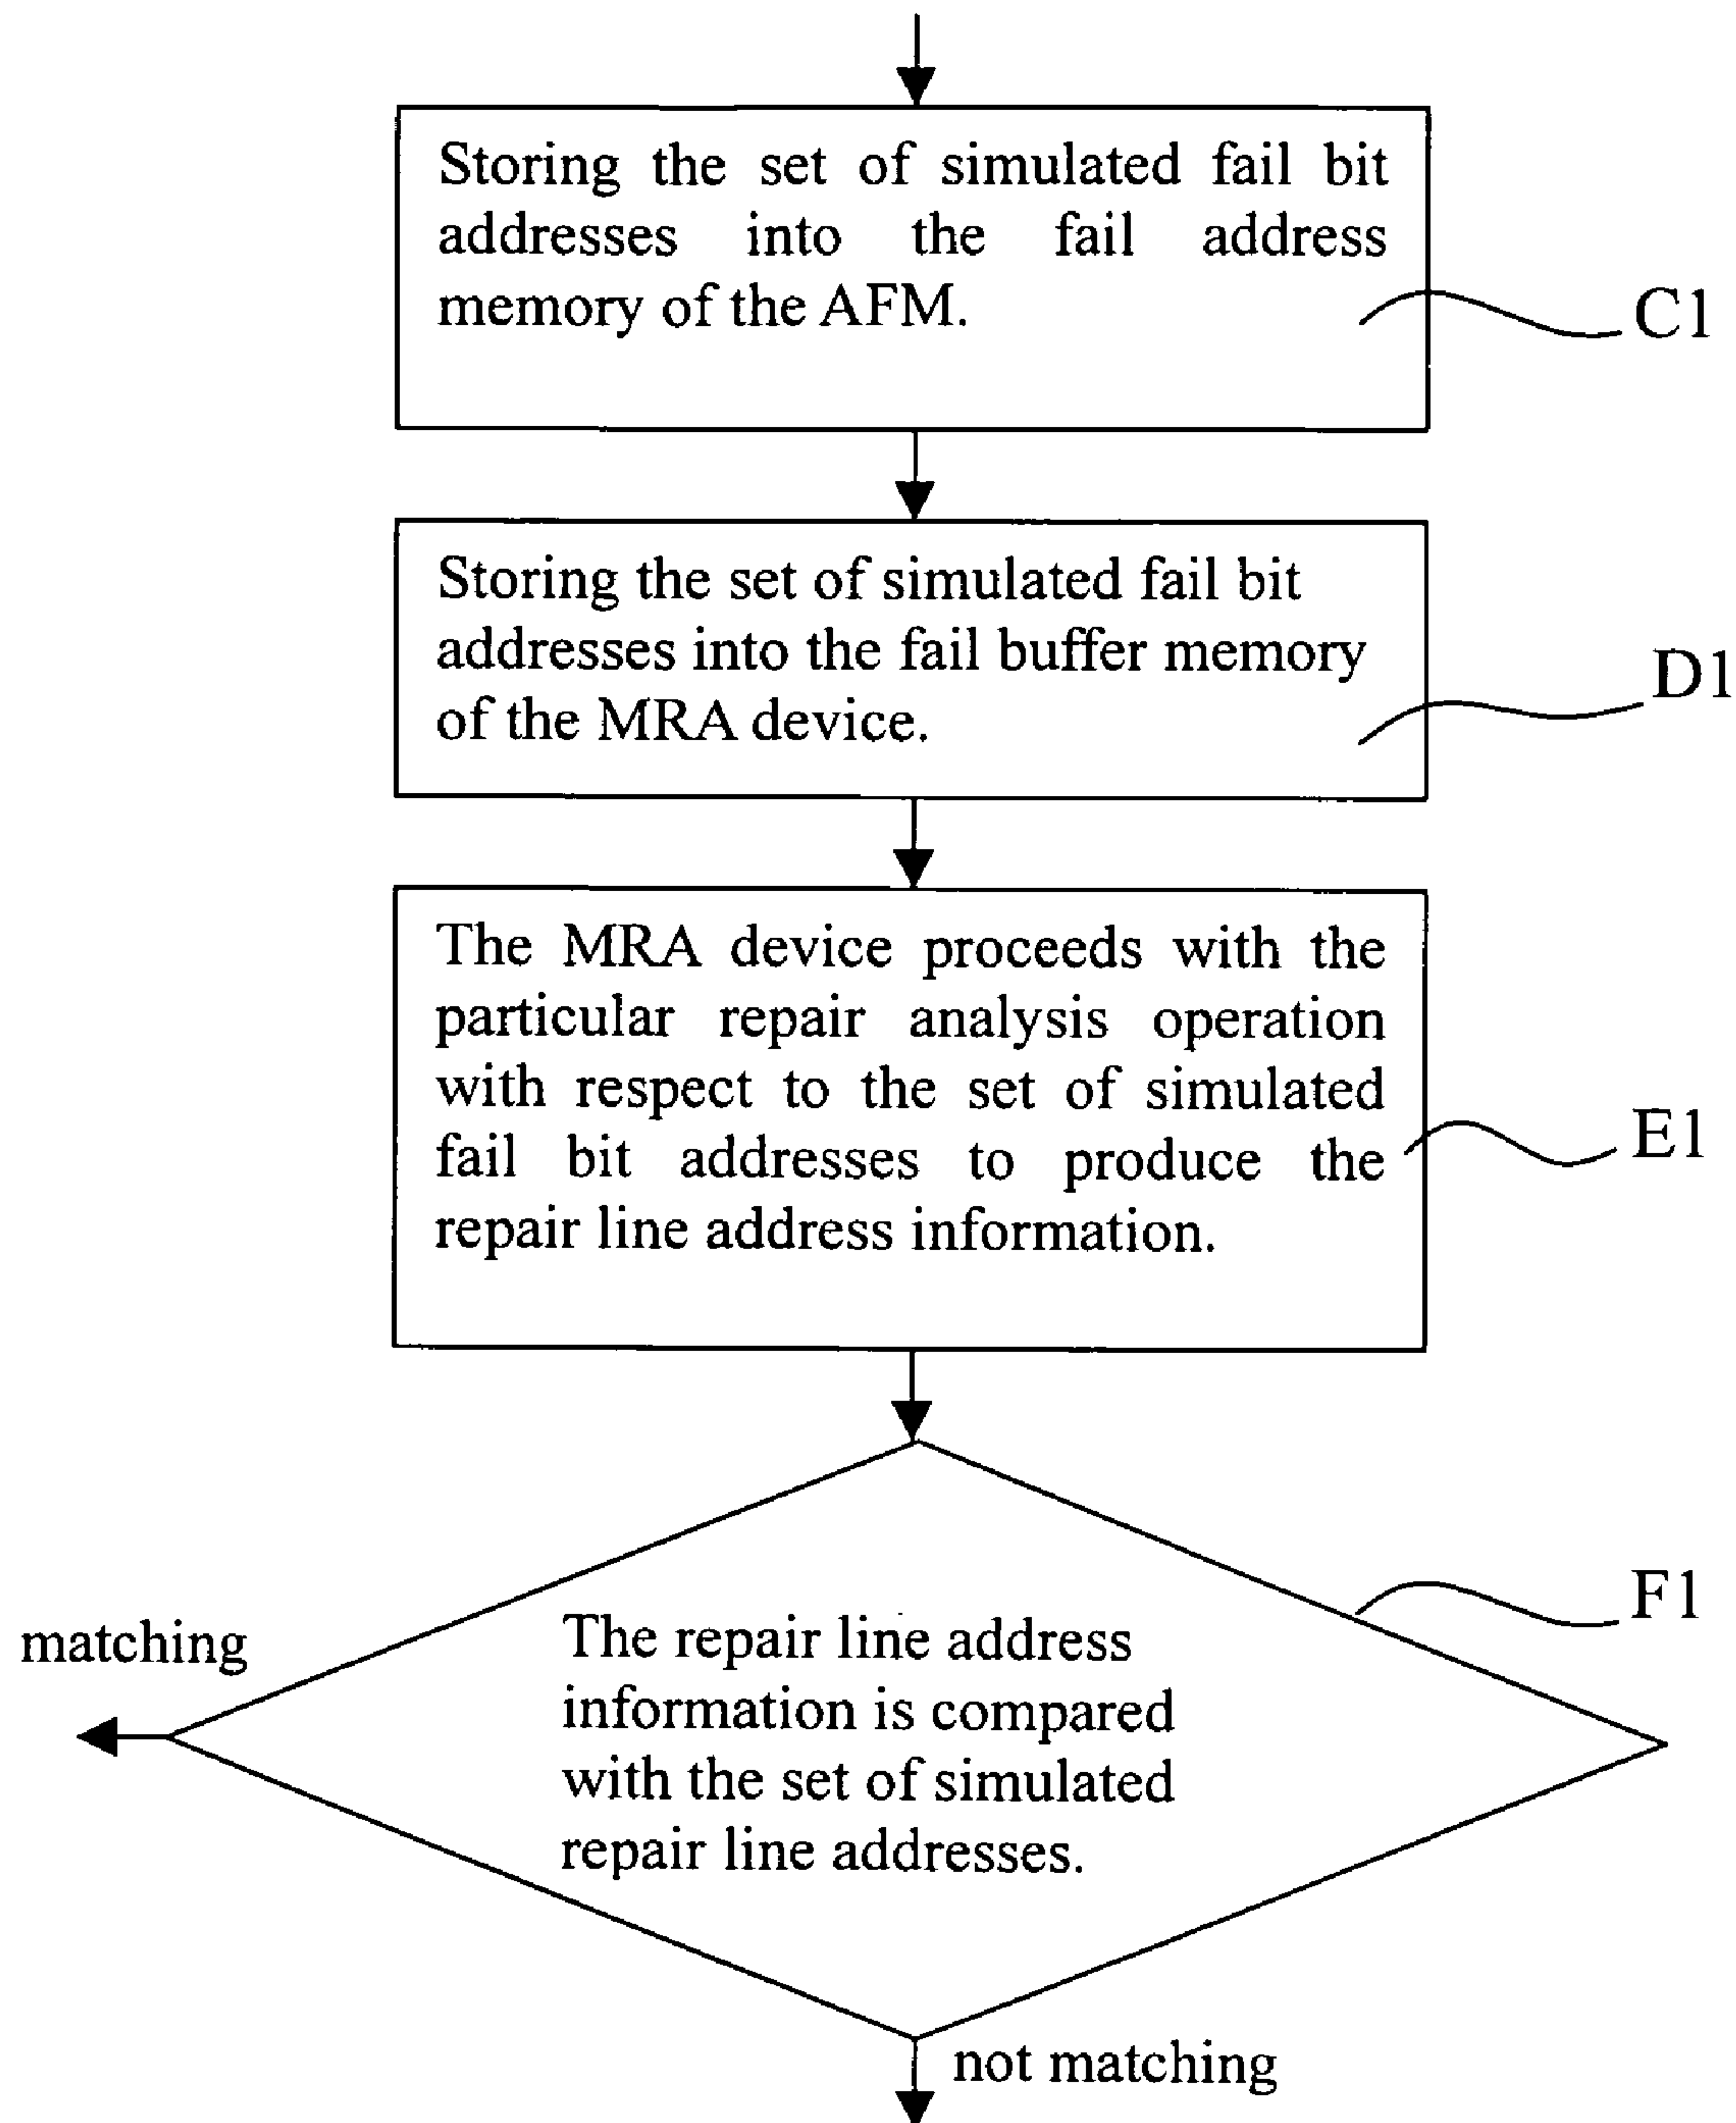 Storing the set of simulated fail bit
addresses into the fail address
memory of the AFM.
C1
Storing the set of simulated fail bit
addresses into the fail buffer memory
of the MRA device.
D1
The MRA device proceeds with the
particular repair analysis operation
with respect to the set of simulated
fail bit addresses to produce the
repair line address information.
E1
F1
matching
The repair line address
information is compared
with the set of simulated
repair line addresses.
not matching